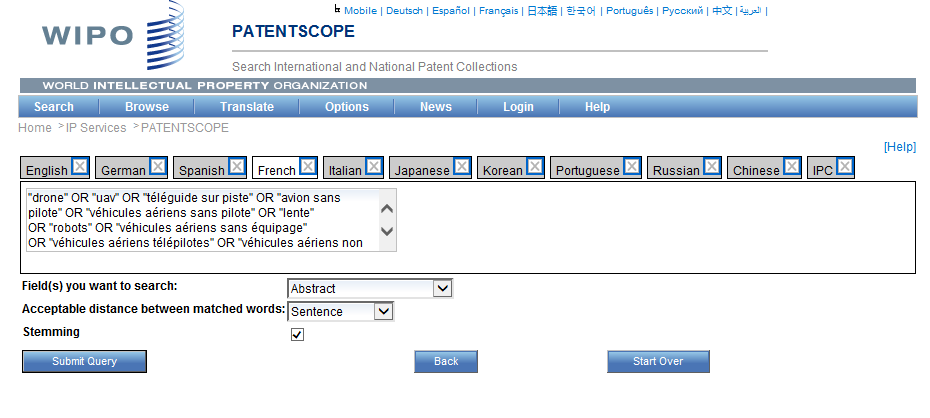 Mobile | Deutsch | Español | Français | 日本語 | 한국어 | Português | Русский | 中文 | العربية |
WIPO
PATENTSCOPE
Search International and National Patent Collections
WORLD INTELLECTUAL PROPERTY ORGANIZATION
Search Browse Translate Options News Login Help
Home > IP Services > PATENTSCOPE
[Help]
English German Spanish French Italian Japanese Korean Portuguese Russian Chinese IPC
"drone" OR "uav" OR "téléguide sur piste" OR "avion sans
pilote" OR "véhicules aériens sans pilote" OR "lente"
OR "robots" OR "véhicules aériens sans équipage"
OR "véhicules aériens télépilotes" OR "véhicules aériens non
Field(s) you want to search: Abstract
Acceptable distance between matched words: Sentence
Stemming
Submit Query Back Start Over